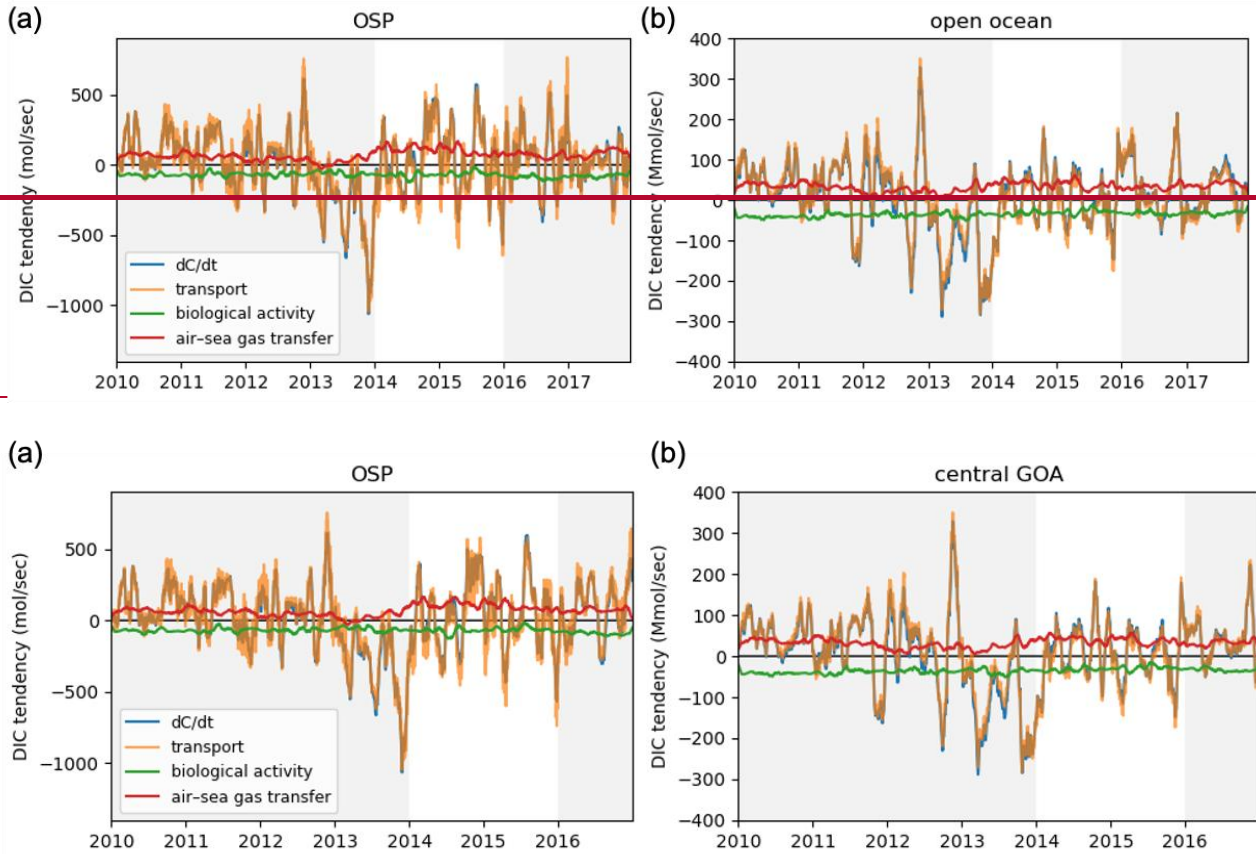 (a)
OSP
DIC tendency (mol/sec)
500
0
−500
−1000
dC/dt
transport
biological activity
air–sea gas transfer
2010 2011 2012 2013 2014 2015 2016 2017
(b)
open ocean
DIC tendency (Mmol/sec)
400
300
200
100
0
−100
−200
−300
−400
2010 2011 2012 2013 2014 2015 2016 2017
(a)
OSP
DIC tendency (mol/sec)
500
0
−500
−1000
dC/dt
transport
biological activity
air–sea gas transfer
2010 2011 2012 2013 2014 2015 2016
(b)
central GOA
DIC tendency (Mmol/sec)
400
300
200
100
0
−100
−200
−300
−400
2010 2011 2012 2013 2014 2015 2016